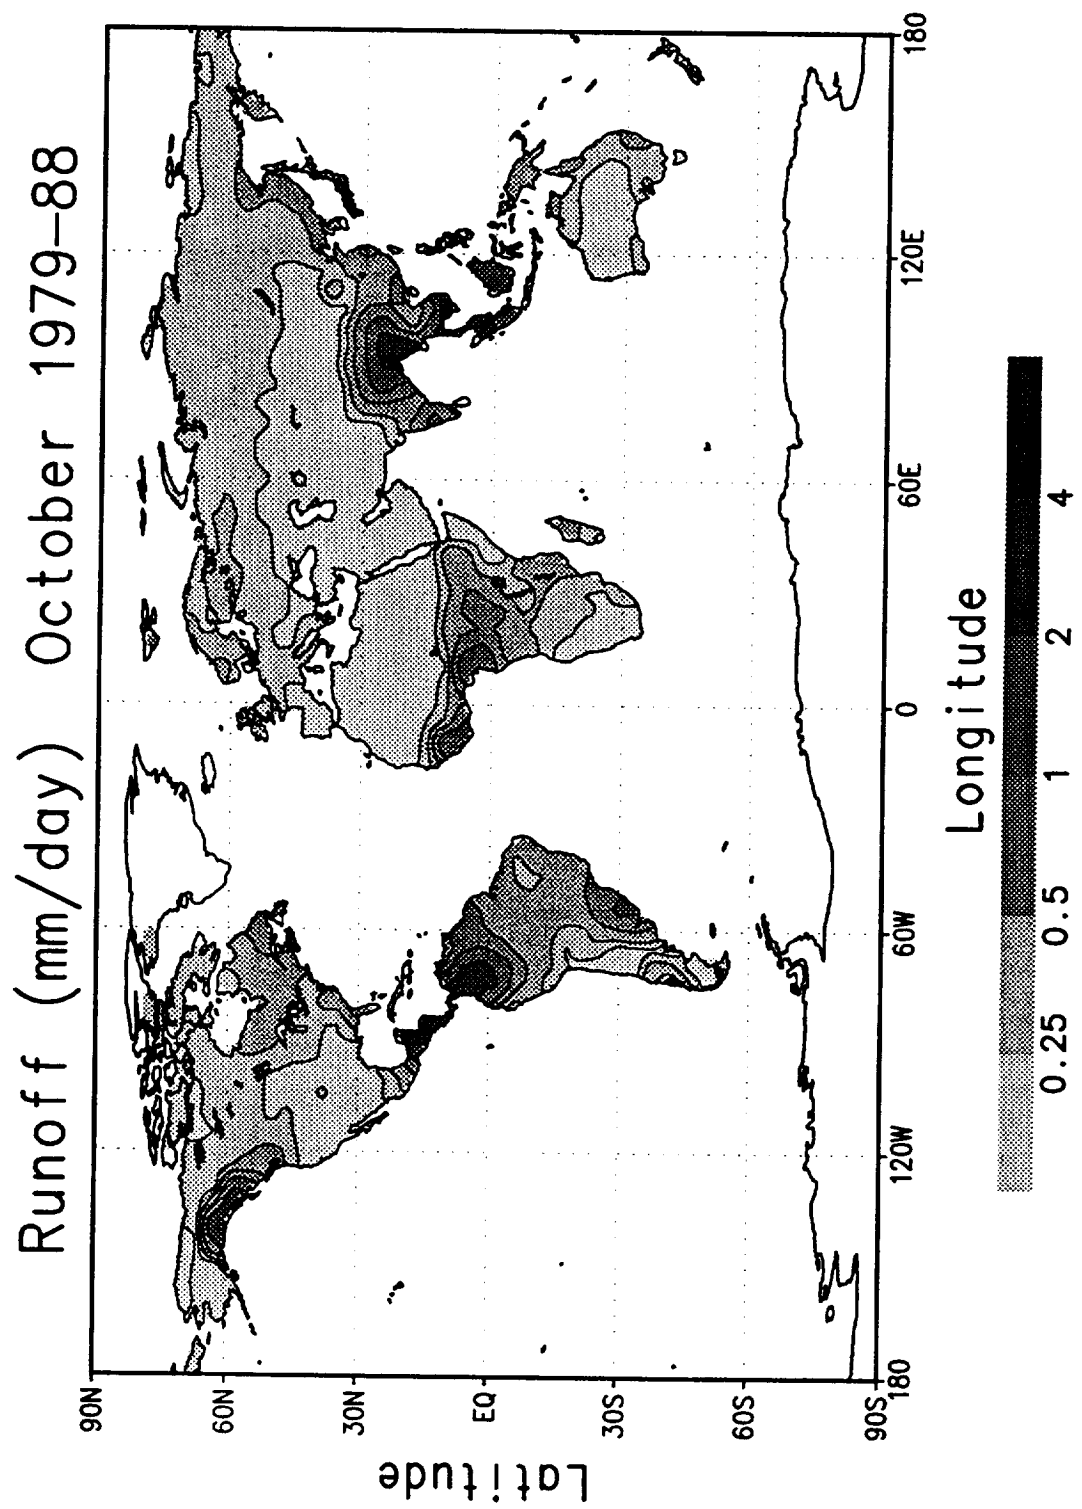 Runoff (mm/day) October 1979-88
90N
60N
30N
EQ
30S
60S
90S
Latitude
180
120W
60W
0
60E
120E
180
Longitude
0.25
0.5
1
2
4